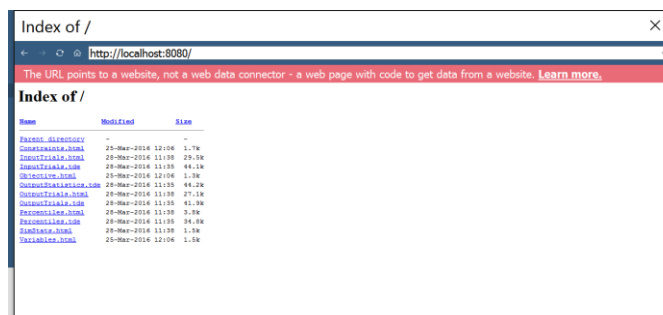 Index of /
http://localhost:8080/
The URL points to a website, not a web data connector - a web page with code to get data from a website. Learn more.
Index of /
Name Modified Size
Parent directory - -
Constraints.html 25-Mar-2016 12:06 1.7k
InputTrials.html 28-Mar-2016 11:38 29.5k
InputTrials.tde 28-Mar-2016 11:35 44.1k
Objective.html 25-Mar-2016 12:06 1.3k
OutputStatistics.tde 28-Mar-2016 11:35 44.2k
OutputTrials.html 28-Mar-2016 11:38 27.1k
OutputTrials.tde 28-Mar-2016 11:35 41.9k
Percentiles.html 28-Mar-2016 11:38 3.8k
Percentiles.tde 28-Mar-2016 11:35 34.8k
SimStats.html 28-Mar-2016 11:38 1.5k
Variables.html 25-Mar-2016 12:06 1.5k